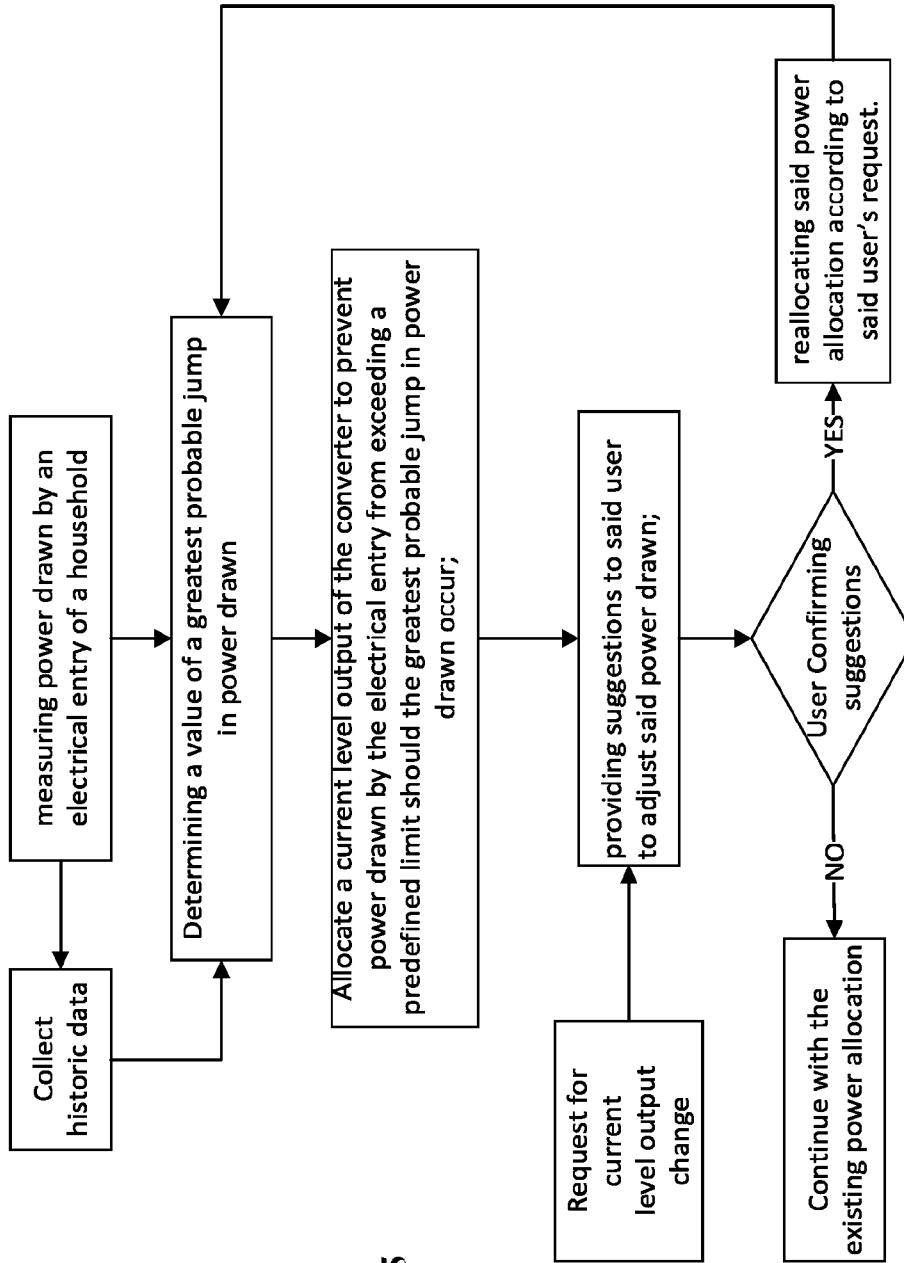 measuring power drawn by an
electrical entry of a household
Collect
historic data
Determining a value of a greatest probable jump
in power drawn
Allocate a current level output of the converter to prevent
power drawn by the electrical entry from exceeding a
predefined limit should the greatest probable jump in power
drawn occur;
Request for
current
level output
change
providing suggestions to said user
to adjust said power drawn;
User Confirming
suggestions
NO
YES
Continue with the
existing power allocation
reallocating said power
allocation according to
said user's request.